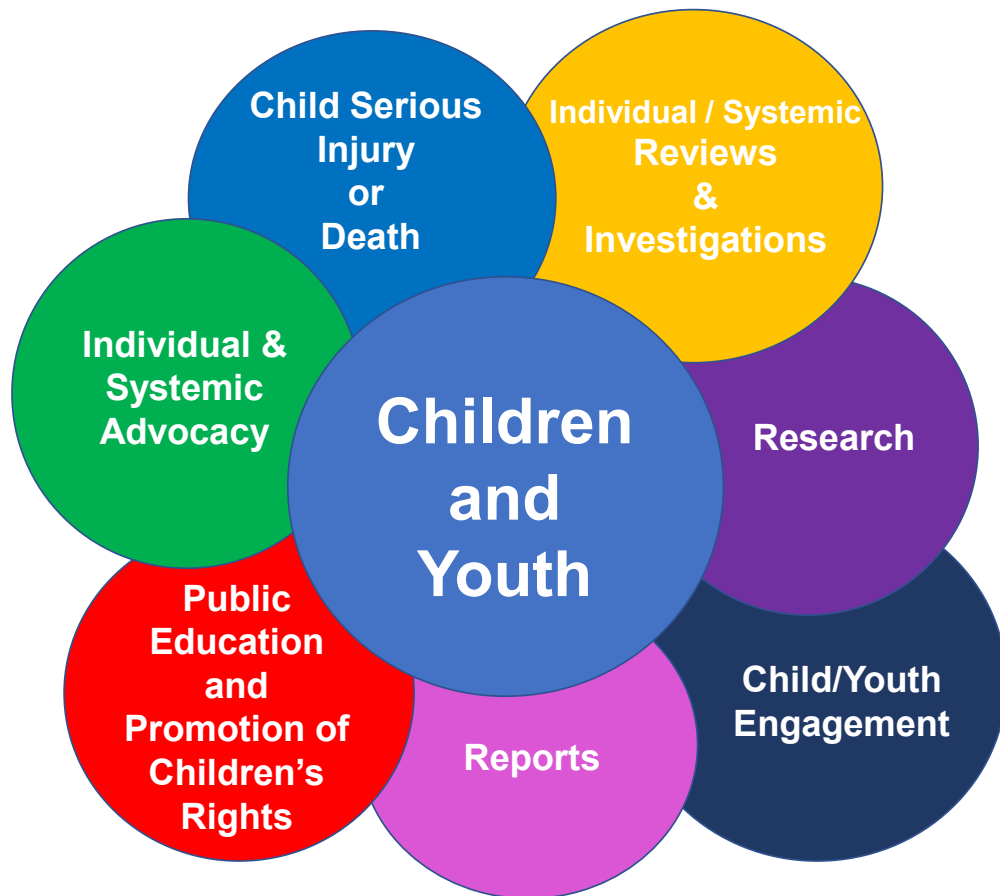 Child Serious
Injury
or
Death
Individual / Systemic
Reviews
&
Investigations
Individual &
Systemic
Advocacy
Children
and
Youth
Research
Public
Education
and
Promotion of
Children’s
Rights
Reports
Child/Youth
Engagement